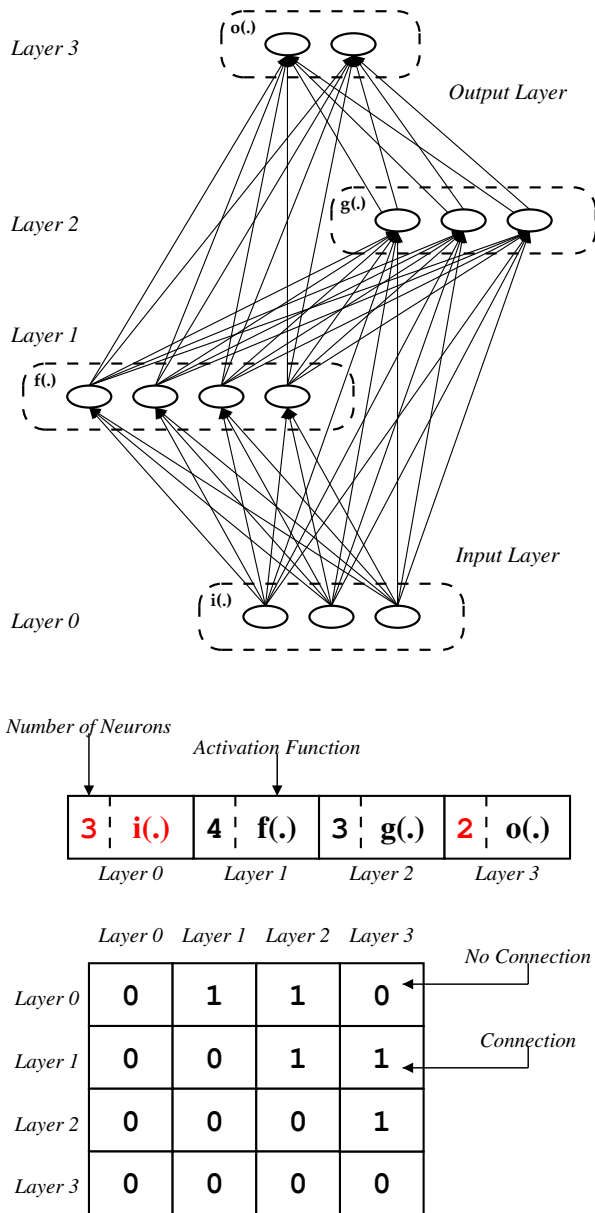 o(.)
Layer 3
Output Layer
g(.)
Layer 2
Layer 1
f(.)
Input Layer
i(.)
Layer 0
Number of Neurons
Activation Function
3 i(.) 4 f(.) 3 g(.) 2 o(.)
Layer 0 Layer 1 Layer 2 Layer 3
Layer 0 Layer 1 Layer 2 Layer 3
No Connection
Layer 0 0 1 1 0
Connection
Layer 1 0 0 1 1
Layer 2 0 0 0 1
Layer 3 0 0 0 0